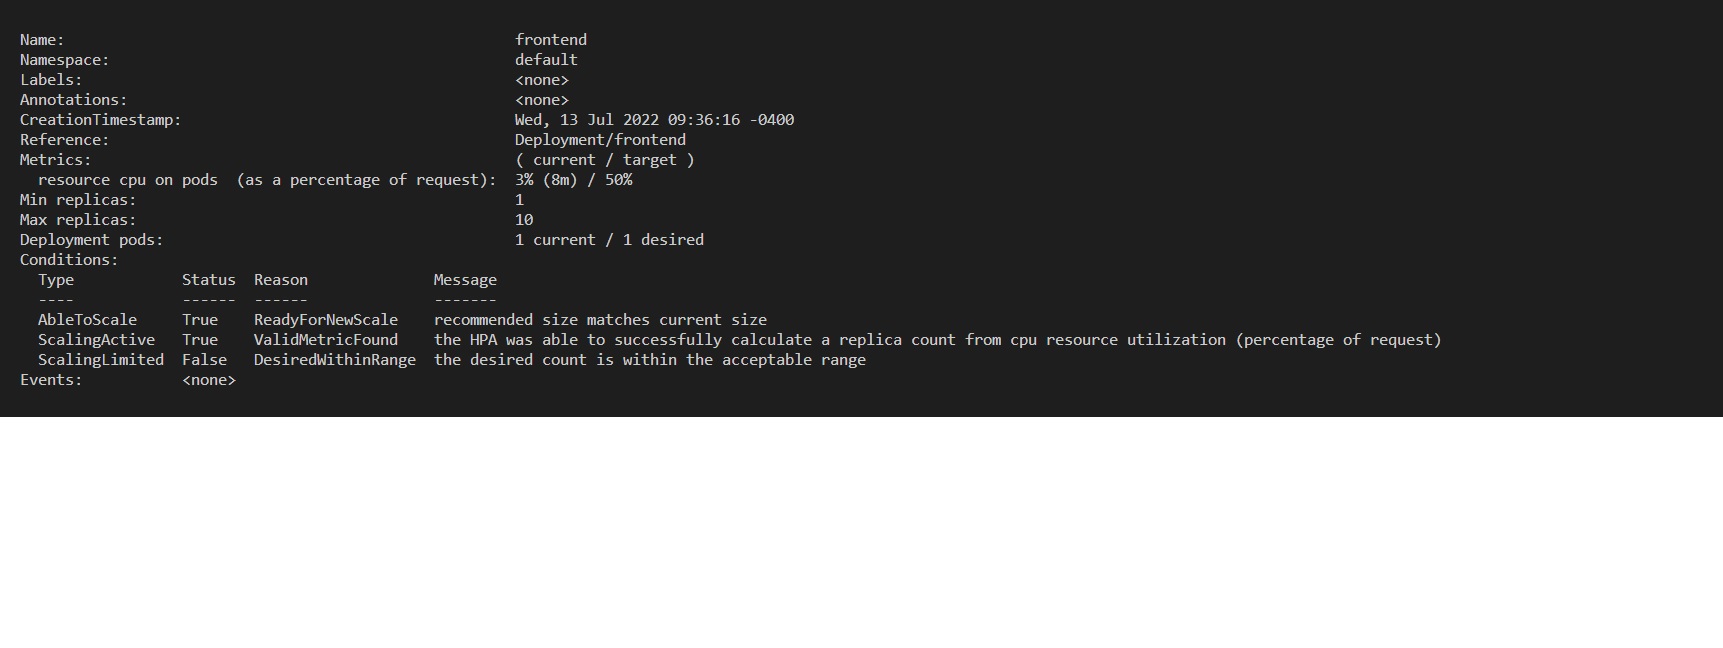 Name:                                                  frontend
Namespace:                                             default
Labels:                                                <none>
Annotations:                                           <none>
CreationTimestamp:                                     Wed, 13 Jul 2022 09:36:16 -0400
Reference:                                             Deployment/frontend
Metrics:                                               ( current / target )
  resource cpu on pods  (as a percentage of request):  3% (8m) / 50%
Min replicas:                                          1
Max replicas:                                          10
Deployment pods:                                       1 current / 1 desired
Conditions:
  Type            Status  Reason              Message
  ----            ------  ------              -------
  AbleToScale     True    ReadyForNewScale    recommended size matches current size
  ScalingActive   True    ValidMetricFound    the HPA was able to successfully calculate a replica count from cpu resource utilization (percentage of request)
  ScalingLimited  False   DesiredWithinRange  the desired count is within the acceptable range
Events:           <none>